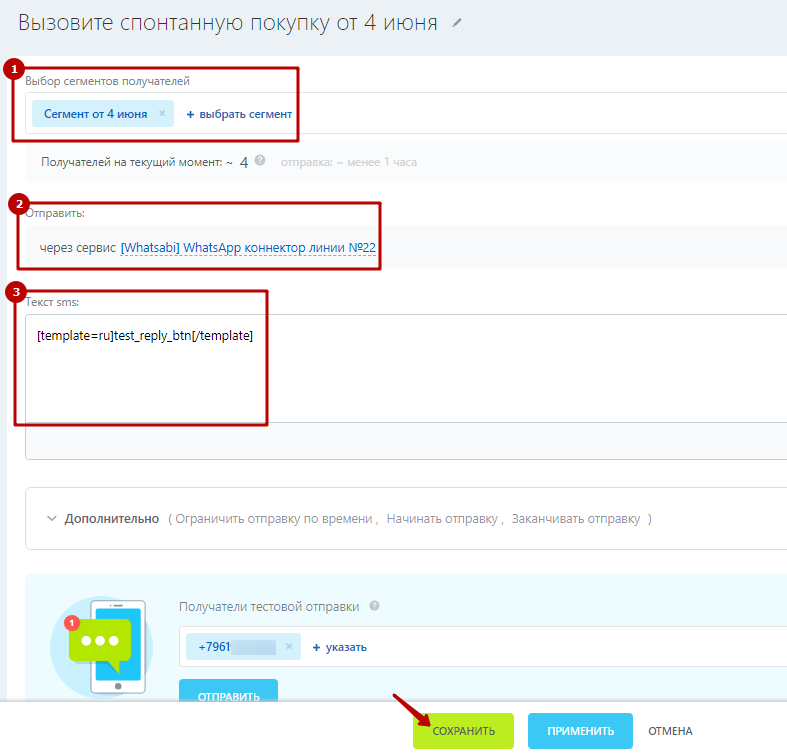 Вызовите спонтанную покупку от 4 июня
1
Выбор сегментов получателей
Сегмент от 4 июня × + выбрать сегмент
Получателей на текущий момент: ~ 4 ? отправка: ~ менее 1 часа
2
Отправить:
через сервис [Whatsabi] WhatsApp коннектор линии №22
3
Текст sms:
[template=ru]test_reply_btn[/template]
Дополнительно ( Ограничить отправку по времени , Начинать отправку , Заканчивать отправку )
Получатели тестовой отправки ?
1
+7961 × + указать
ОТПРАВИТЬ
СОХРАНИТЬ ПРИМЕНИТЬ ОТМЕНА